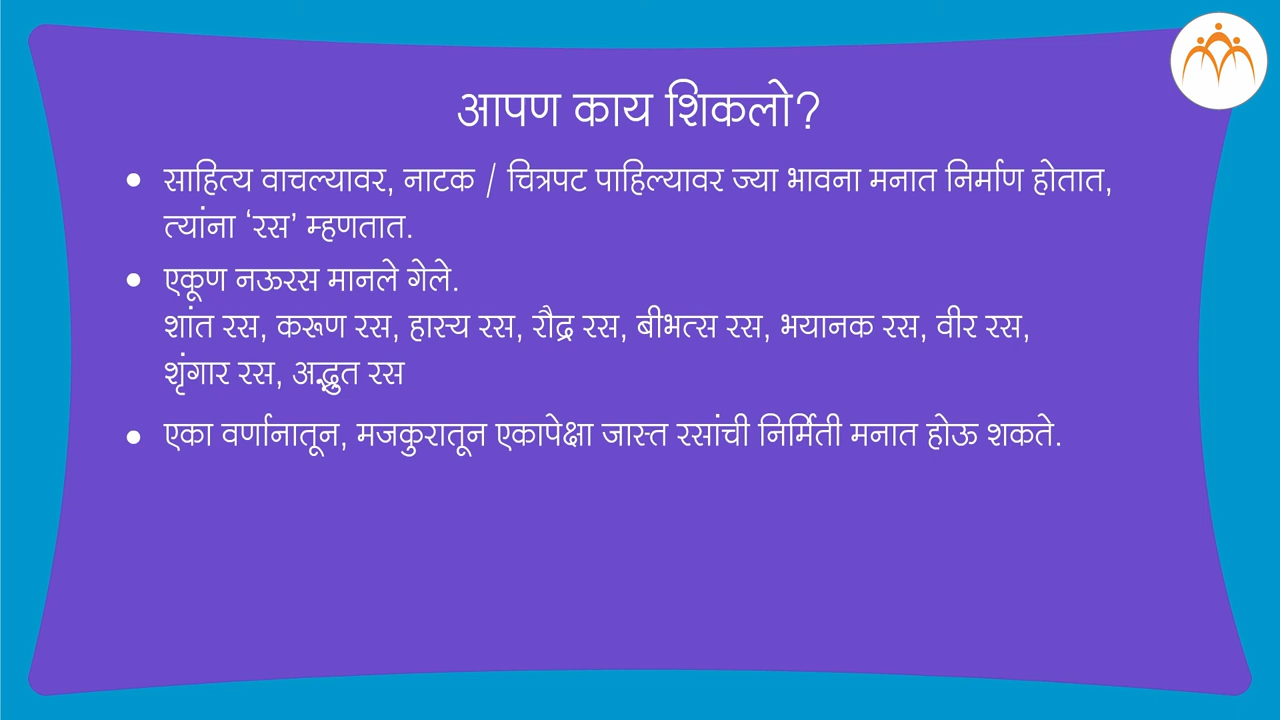 आपण काय शिकलो?
• साहित्य वाचल्यावर, नाटक / चित्रपट पाहिल्यावर ज्या भावना मनात निर्माण होतात,
त्यांना ‘रस’ म्हणतात.
• एकूण नऊरस मानले गेले.
शांत रस, करूण रस, हास्य रस, रौद्र रस, बीभत्स रस, भयानक रस, वीर रस,
शृंगार रस, अद्भुत रस
• एका वर्णानातून, मजकुरातून एकापेक्षा जास्त रसांची निर्मिती मनात होऊ शकते.